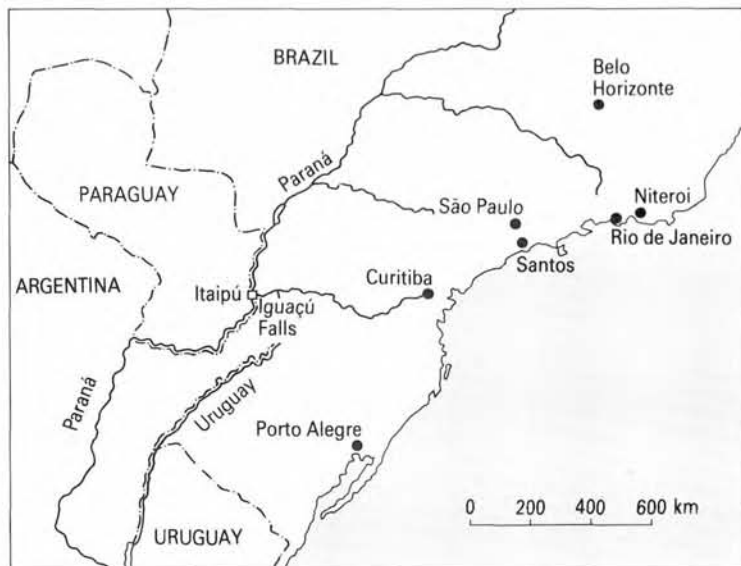 BRAZIL
Belo
Horizonte
Paraná
PARAGUAY
São Paulo
Niteroi
Rio de Janeiro
Santos
ARGENTINA
Itaipú
Curitiba
Iguaçú
Falls
Paraná
Uruguay
Porto Alegre
URUGUAY
0 200 400 600 km